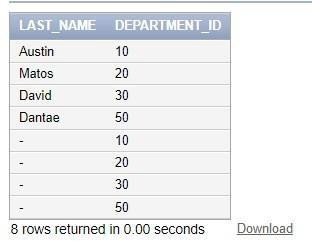 LAST_NAME DEPARTMENT_ID
Austin 10
Matos 20
David 30
Dantae 50
- 10
- 20
- 30
- 50
8 rows returned in 0.00 seconds Download